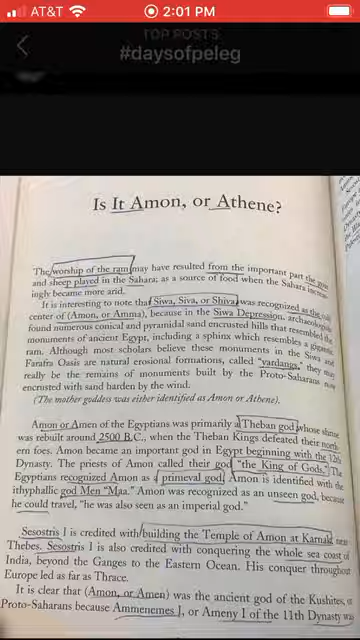 AT&T 2:01 PM
TOP POSTS
#daysofpeleg
Is It Amon, or Athene?
The worship of the ram may have resulted from the important part the goat
and sheep played in the Sahara; as a source of food when the Sahara increas-
ingly became more arid.
It is interesting to note that Siwa, Siva, or Shiva was recognized as the cult
center of (Amon, or Amma), because in the Siwa Depression, archaeologists
found numerous conical and pyramidal sand encrusted hills that resembled the
monuments of ancient Egypt, including a sphinx which resembles a gigantic
ram. Although most scholars believe these monuments in the Siwa and
Farafra Oasis are natural erosional formations, called "yardangs," they may
really be the remains of monuments built by the Proto-Saharans now
encrusted with sand harden by the wind.
(The mother goddess was either identified as Amon or Athene).
Amon or Amen of the Egyptians was primarily a Theban god whose shrine
was rebuilt around 2500 B.C., when the Theban Kings defeated their north-
ern foes. Amon became an important god in Egypt beginning with the 12th
Dynasty. The priests of Amon called their god "the King of Gods." The
Egyptians recognized Amon as a primeval god. Amon is identified with the
ithyphallic god Men "Maa." Amon was recognized as an unseen god, because
he could travel, "he was also seen as an imperial god."
Sesostris I is credited with building the Temple of Amon at Karnak near
Thebes. Sesostris I is also credited with conquering the whole sea coast of
India, beyond the Ganges to the Eastern Ocean. His conquer throughout
Europe led as far as Thrace.
It is clear that (Amon, or Amen) was the ancient god of the Kushites, or
Proto-Saharans because Ammenemes I, or Ameny I of the 11th Dynasty was